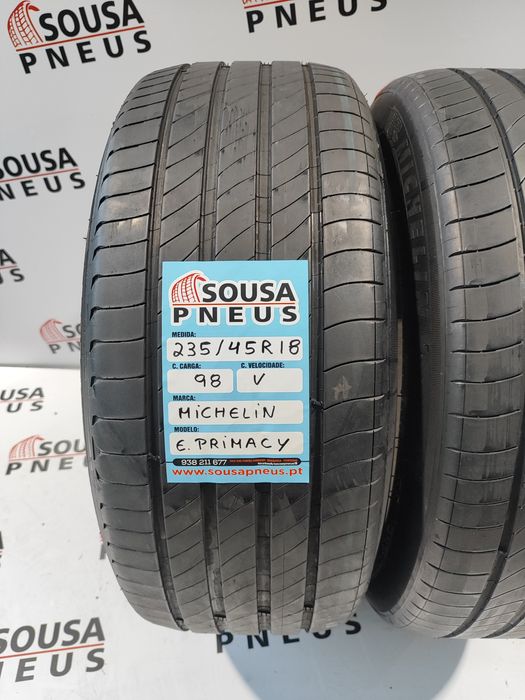 SOUSA
PNEUS
SOUSA
PNEUS
SOUSA
PNEUS
SOUSA
PNEUS
MICHELIN
SOUSA
PNEUS
MEDIDA:
235/45R18
C. CARGA: C. VELOCIDADE:
98 V
MARCA:
MICHELIN
MODELO:
E. PRIMACY
938 211 677
www.sousapneus.pt
SOUSA
PNEUS